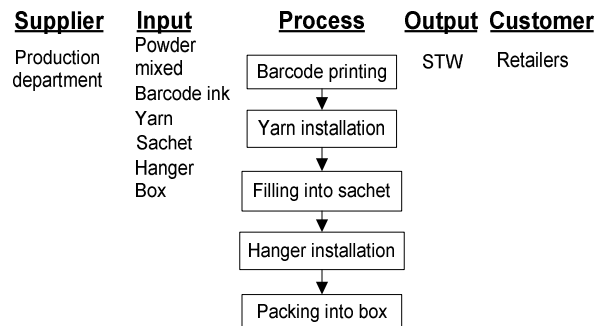 Supplier
Production
department
Input
Powder
mixed
Barcode ink
Yarn
Sachet
Hanger
Box
Process
Barcode printing
Yarn installation
Filling into sachet
Hanger installation
Packing into box
Output
STW
Customer
Retailers